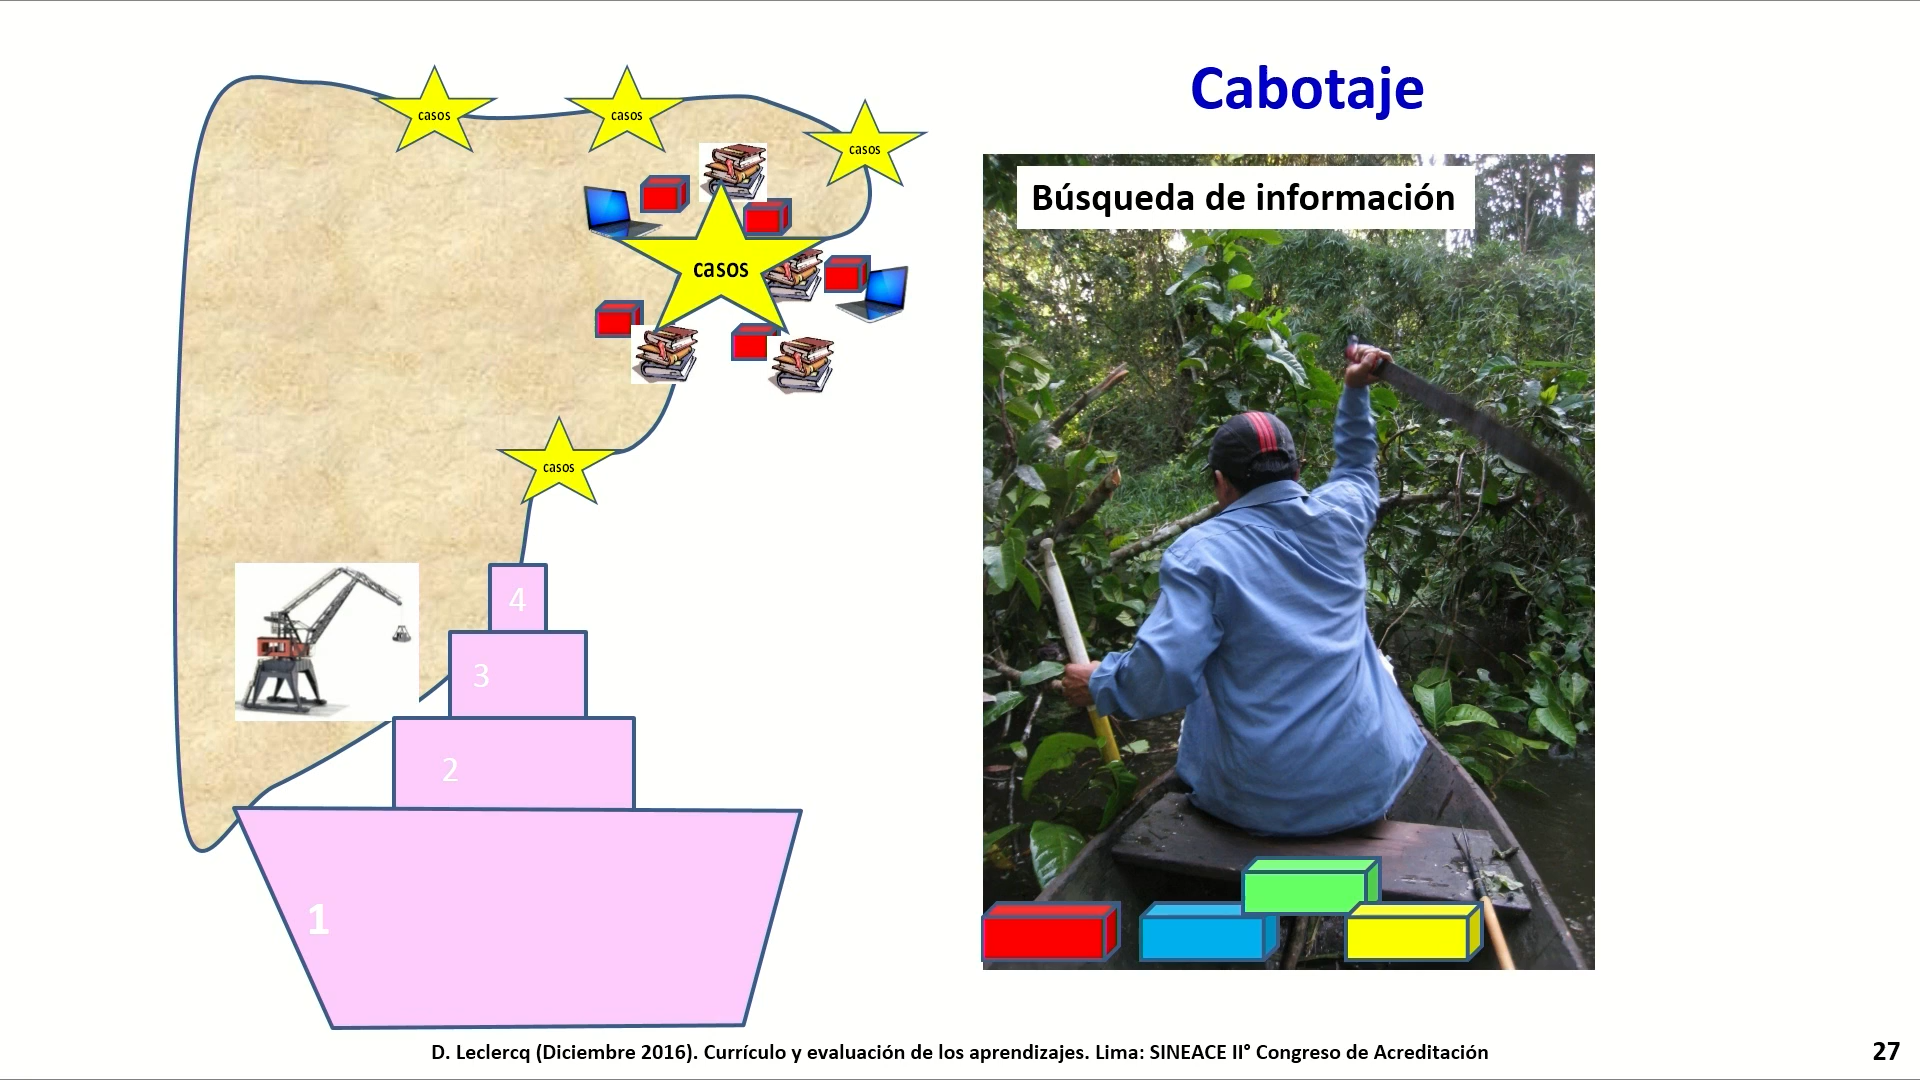 Cabotaje
casos
casos
casos
Búsqueda de información
casos
casos
4
3
2
1
D. Leclercq (Diciembre 2016). Currículo y evaluación de los aprendizajes. Lima: SINEACE II° Congreso de Acreditación
27